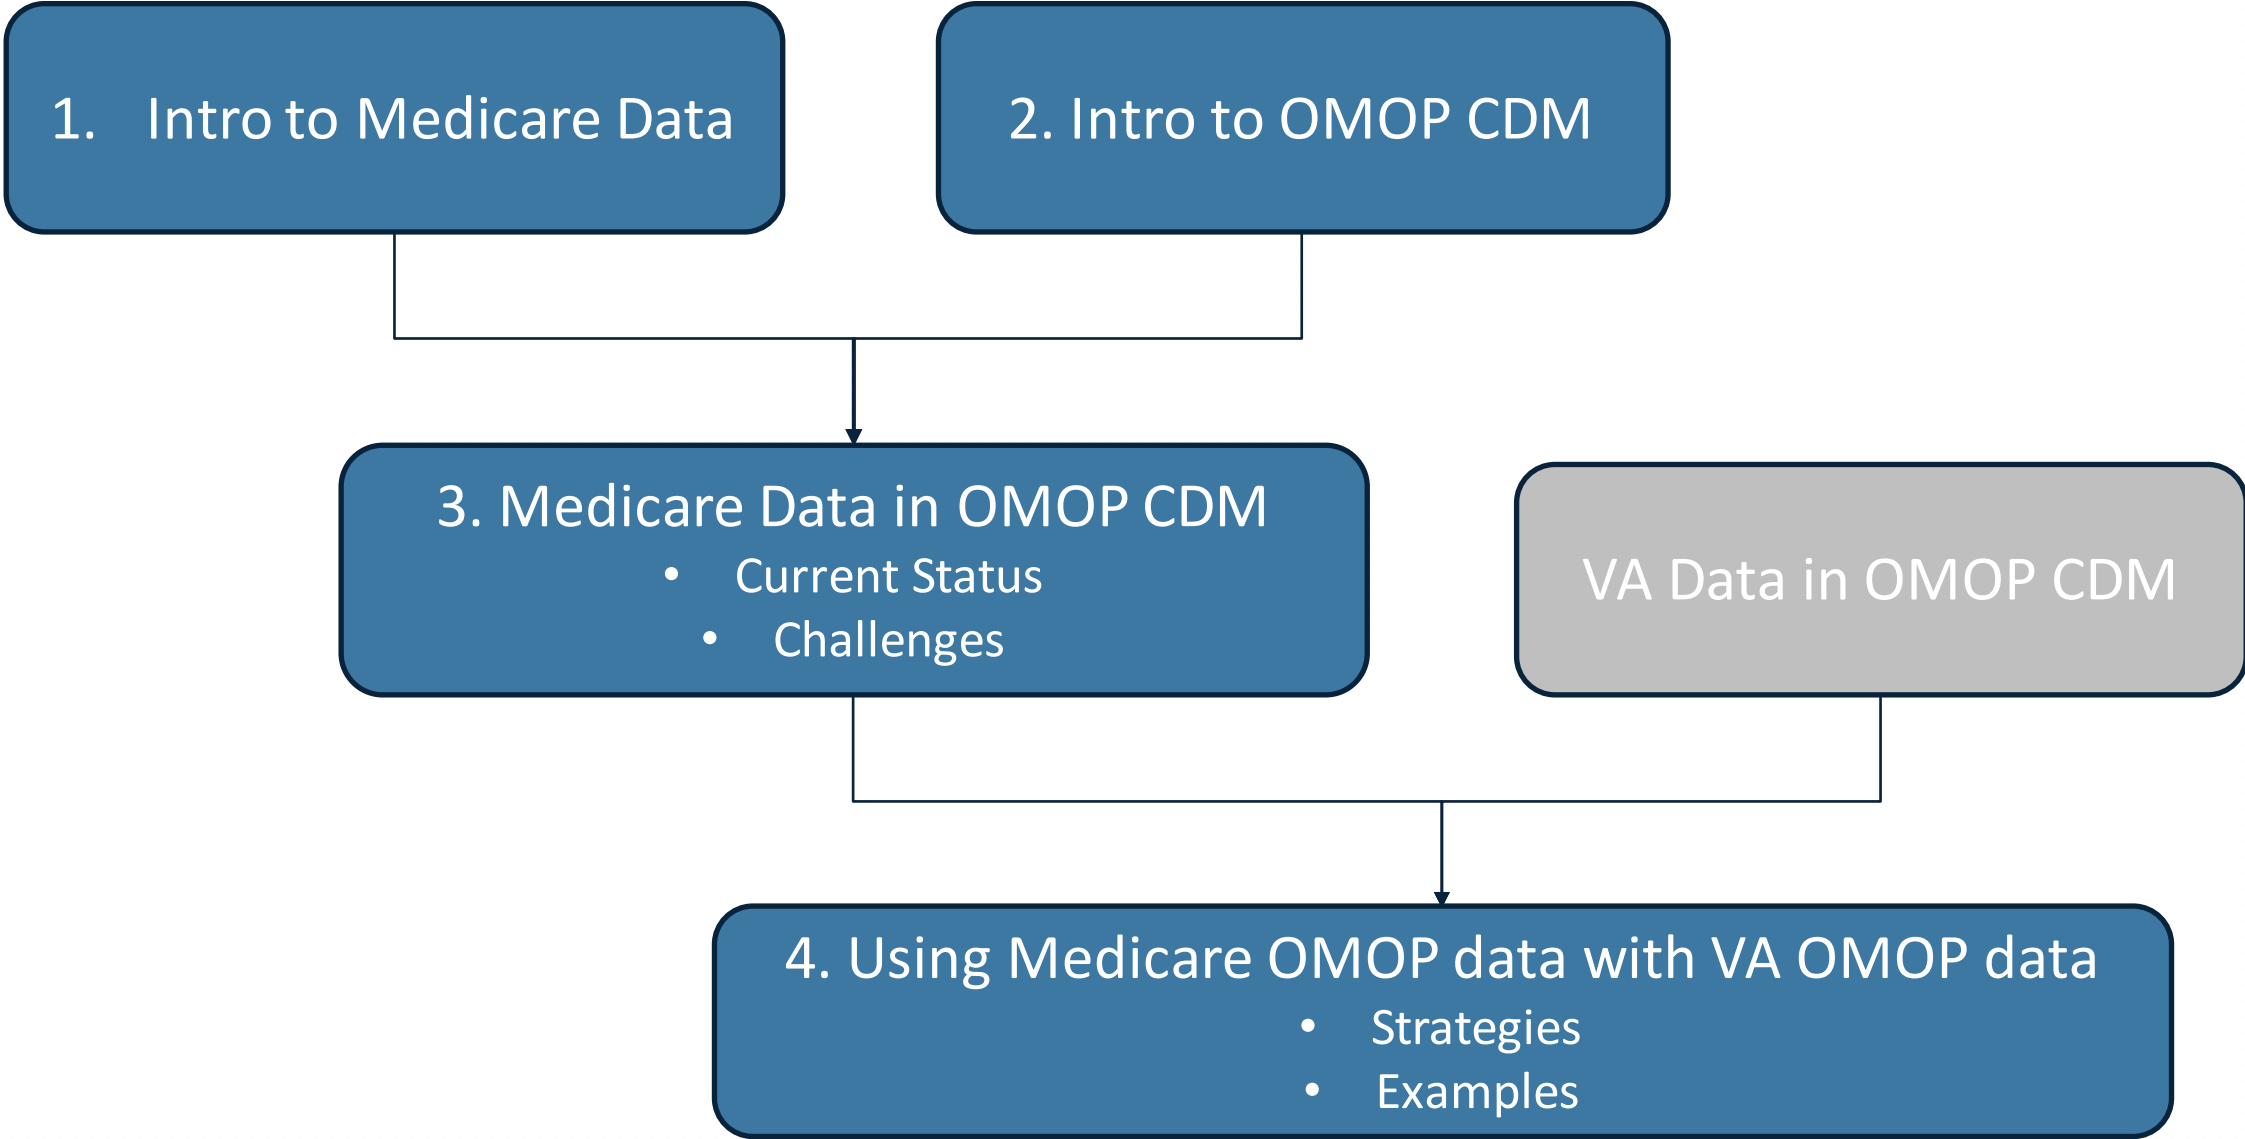 1. Intro to Medicare Data
2. Intro to OMOP CDM
3. Medicare Data in OMOP CDM
• Current Status
• Challenges
VA Data in OMOP CDM
4. Using Medicare OMOP data with VA OMOP data
• Strategies
• Examples